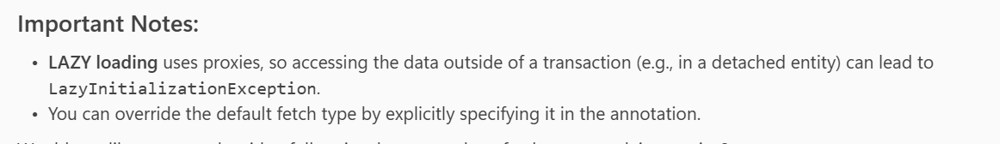 Important Notes:
• LAZY loading uses proxies, so accessing the data outside of a transaction (e.g., in a detached entity) can lead to
LazyInitializationException.
• You can override the default fetch type by explicitly specifying it in the annotation.